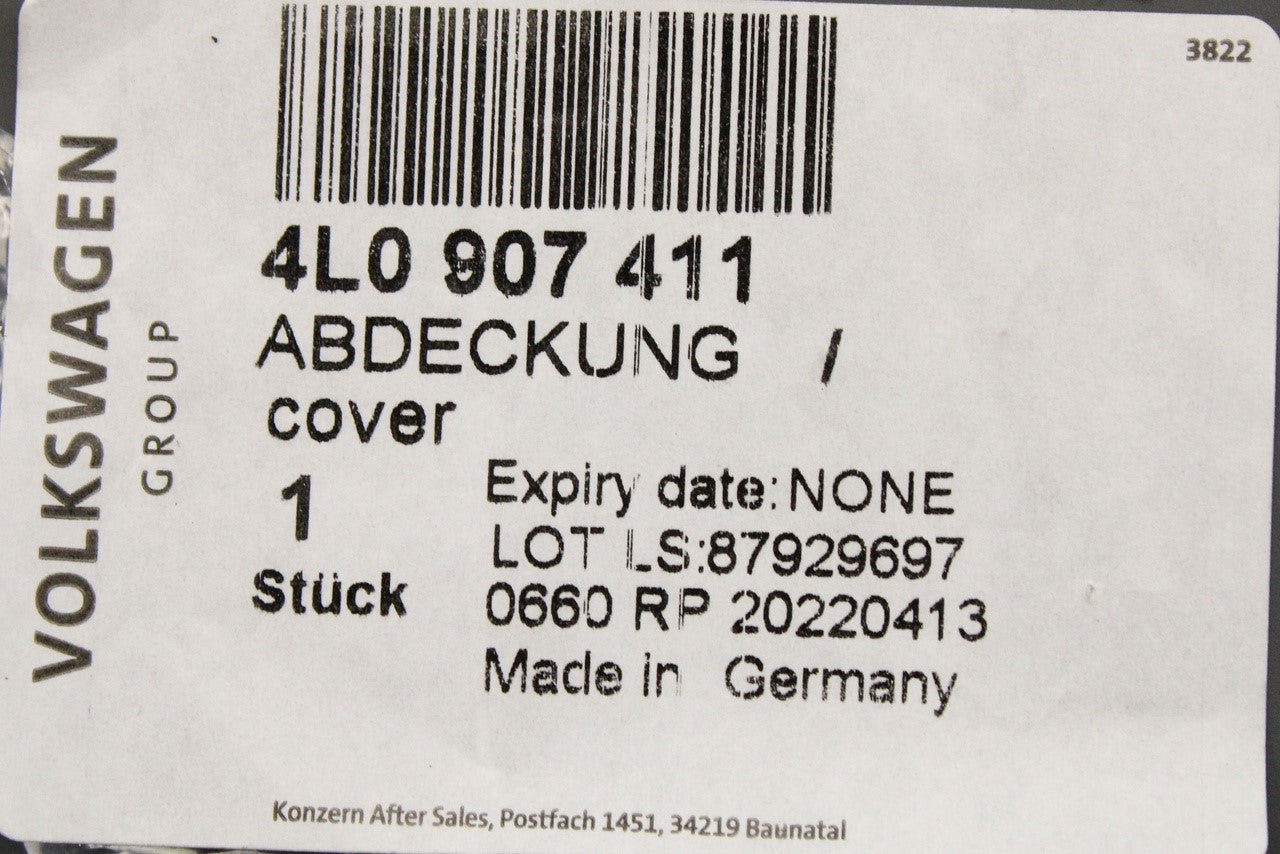 3822
VOLKSWAGEN
GROUP
4L0 907 411
ABDECKUNG /
cover
1
Stück
Expiry date:NONE
LOT LS:87929697
0660 RP 20220413
Made in Germany
Konzern After Sales, Postfach 1451, 34219 Baunatal